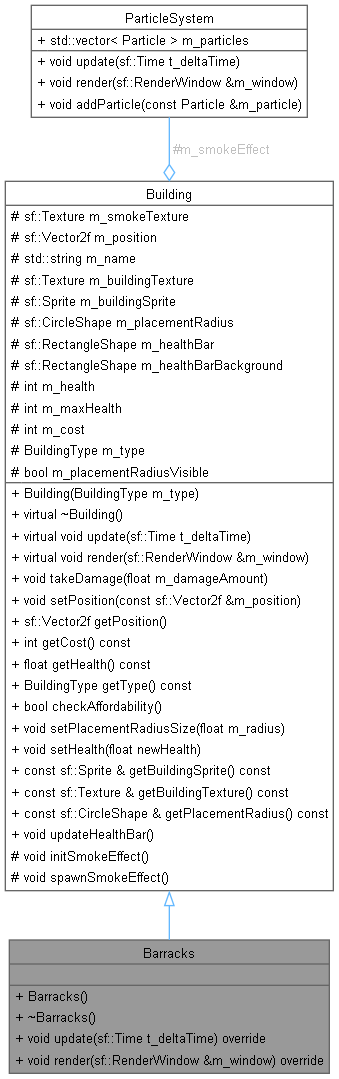 ParticleSystem
+ std::vector< Particle > m_particles
+ void update(sf::Time t_deltaTime)
+ void render(sf::RenderWindow &m_window)
+ void addParticle(const Particle &m_particle)
#m_smokeEffect
Building
# sf::Texture m_smokeTexture
# sf::Vector2f m_position
# std::string m_name
# sf::Texture m_buildingTexture
# sf::Sprite m_buildingSprite
# sf::CircleShape m_placementRadius
# sf::RectangleShape m_healthBar
# sf::RectangleShape m_healthBarBackground
# int m_health
# int m_maxHealth
# int m_cost
# BuildingType m_type
# bool m_placementRadiusVisible
+ Building(BuildingType m_type)
+ virtual ~Building()
+ virtual void update(sf::Time t_deltaTime)
+ virtual void render(sf::RenderWindow &m_window)
+ void takeDamage(float m_damageAmount)
+ void setPosition(const sf::Vector2f &m_position)
+ sf::Vector2f getPosition()
+ int getCost() const
+ float getHealth() const
+ BuildingType getType() const
+ bool checkAffordability()
+ void setPlacementRadiusSize(float m_radius)
+ void setHealth(float newHealth)
+ const sf::Sprite & getBuildingSprite() const
+ const sf::Texture & getBuildingTexture() const
+ const sf::CircleShape & getPlacementRadius() const
+ void updateHealthBar()
# void initSmokeEffect()
# void spawnSmokeEffect()
Barracks
+ Barracks()
+ ~Barracks()
+ void update(sf::Time t_deltaTime) override
+ void render(sf::RenderWindow &m_window) override